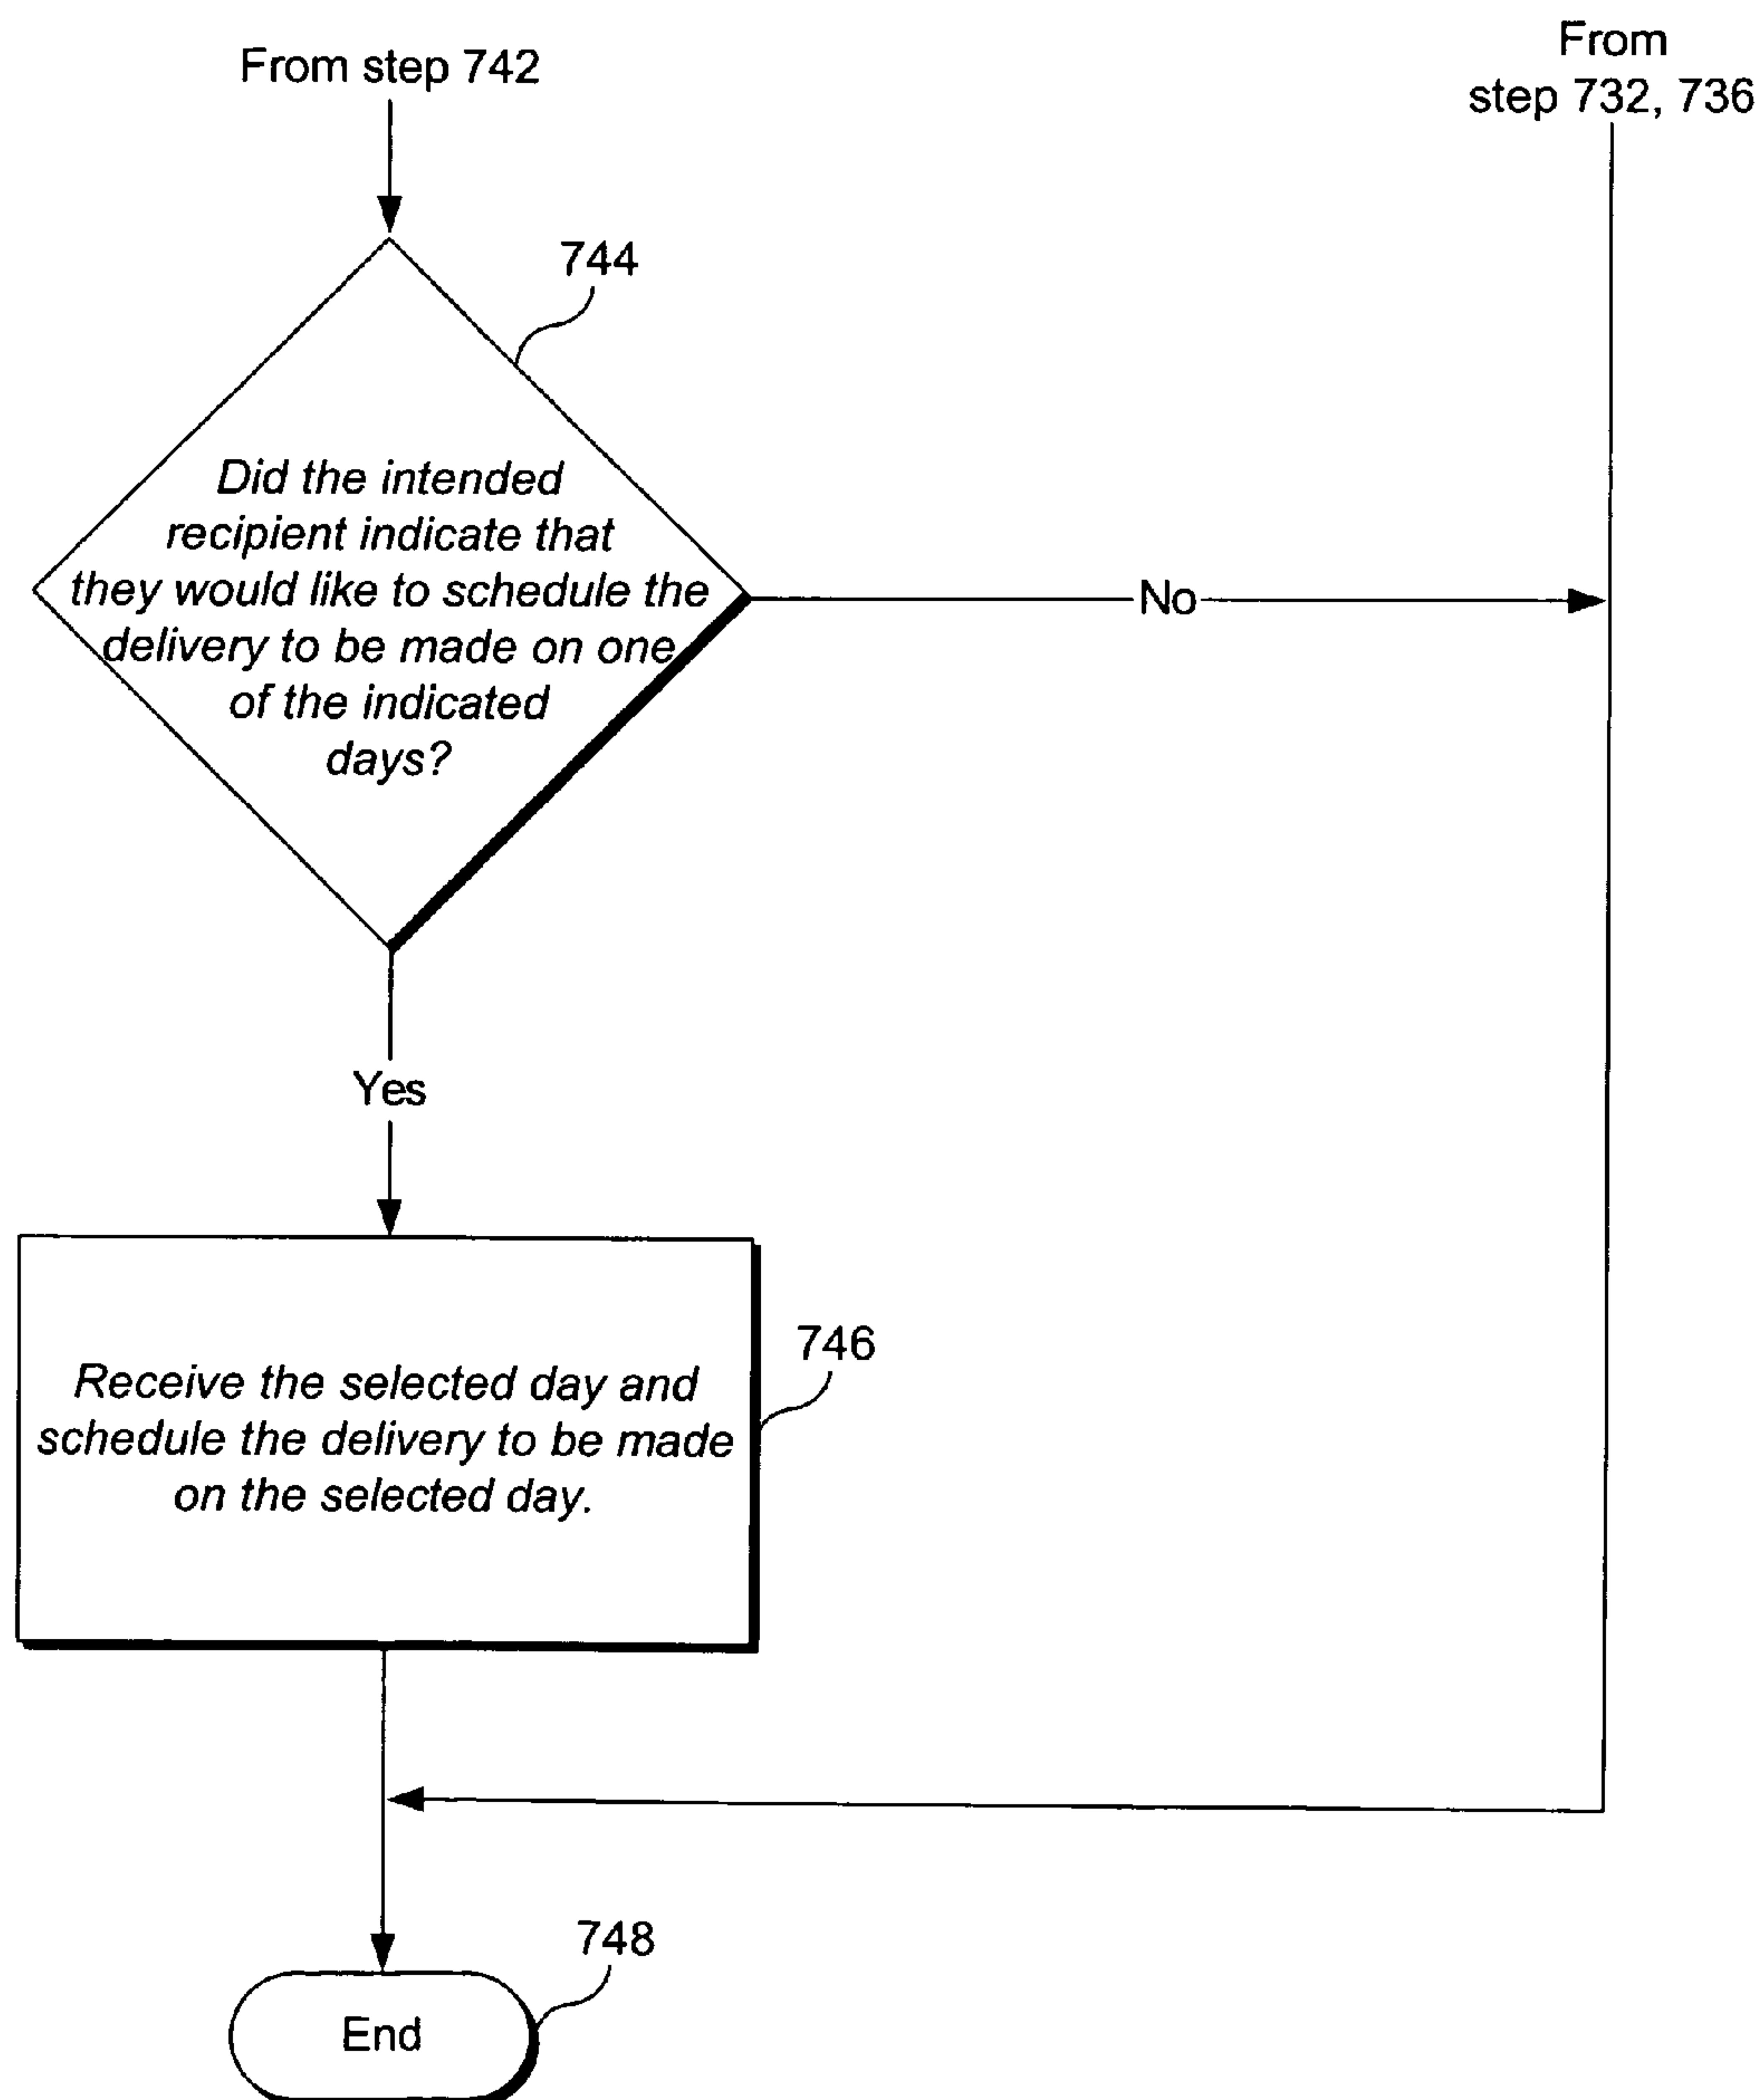 From step 742
From
step 732, 736
744
Did the intended
recipient indicate that
they would like to schedule the
delivery to be made on one
of the indicated
days?
No
Yes
746
Receive the selected day and
schedule the delivery to be made
on the selected day.
748
End